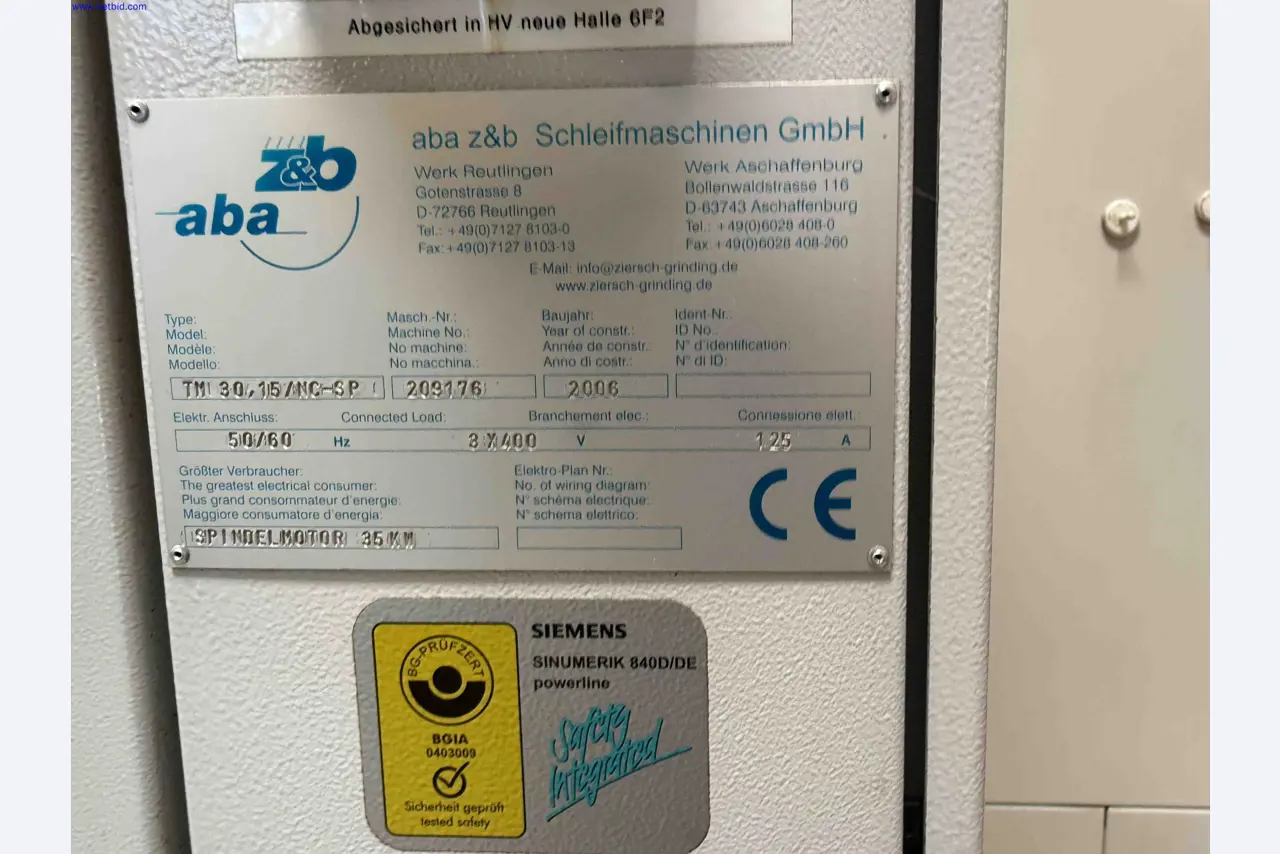 www.netbid.com
Abgesichert in HV neue Halle 6F2
z&b
aba
aba z&b Schleifmaschinen GmbH
Werk Reutlingen
Gotenstrasse 8
D-72766 Reutlingen
Tel.: +49(0)7127 8103-0
Fax: +49(0)7127 8103-13
Werk Aschaffenburg
Bollenwaldstrasse 116
D-63743 Aschaffenburg
Tel.: +49(0)6028 408-0
Fax: +49(0)6028 408-260
E-Mail: info@ziersch-grinding.de
www.ziersch-grinding.de
Type:
Model:
Modèle:
Modello:
TM 30.15/NC-SP
Masch.-Nr.:
Machine No.:
No machine:
No macchina.:
209176
Baujahr:
Year of constr.:
Année de constr.:
Anno di costr.:
2006
Ident-Nr.:
ID No.
N° d'identification:
N° di ID:
Elektr. Anschluss: Connected Load: Branchement elec.: Connessione elett.:
50/60 Hz 3X400 V 125 A
Größter Verbraucher:
The greatest electrical consumer:
Plus grand consommateur d'energie:
Maggiore consumatore d'energia:
SPINDELMOTOR 35KW
Elektro-Plan Nr.:
No. of wiring diagram:
N° schéma electrique:
N° schema elettrico:
CE
BG-PRÜFZERT
BGIA
0403009
Sicherheit geprüft
tested safety
SIEMENS
SINUMERIK 840D/DE
powerline
Safety
Integrated